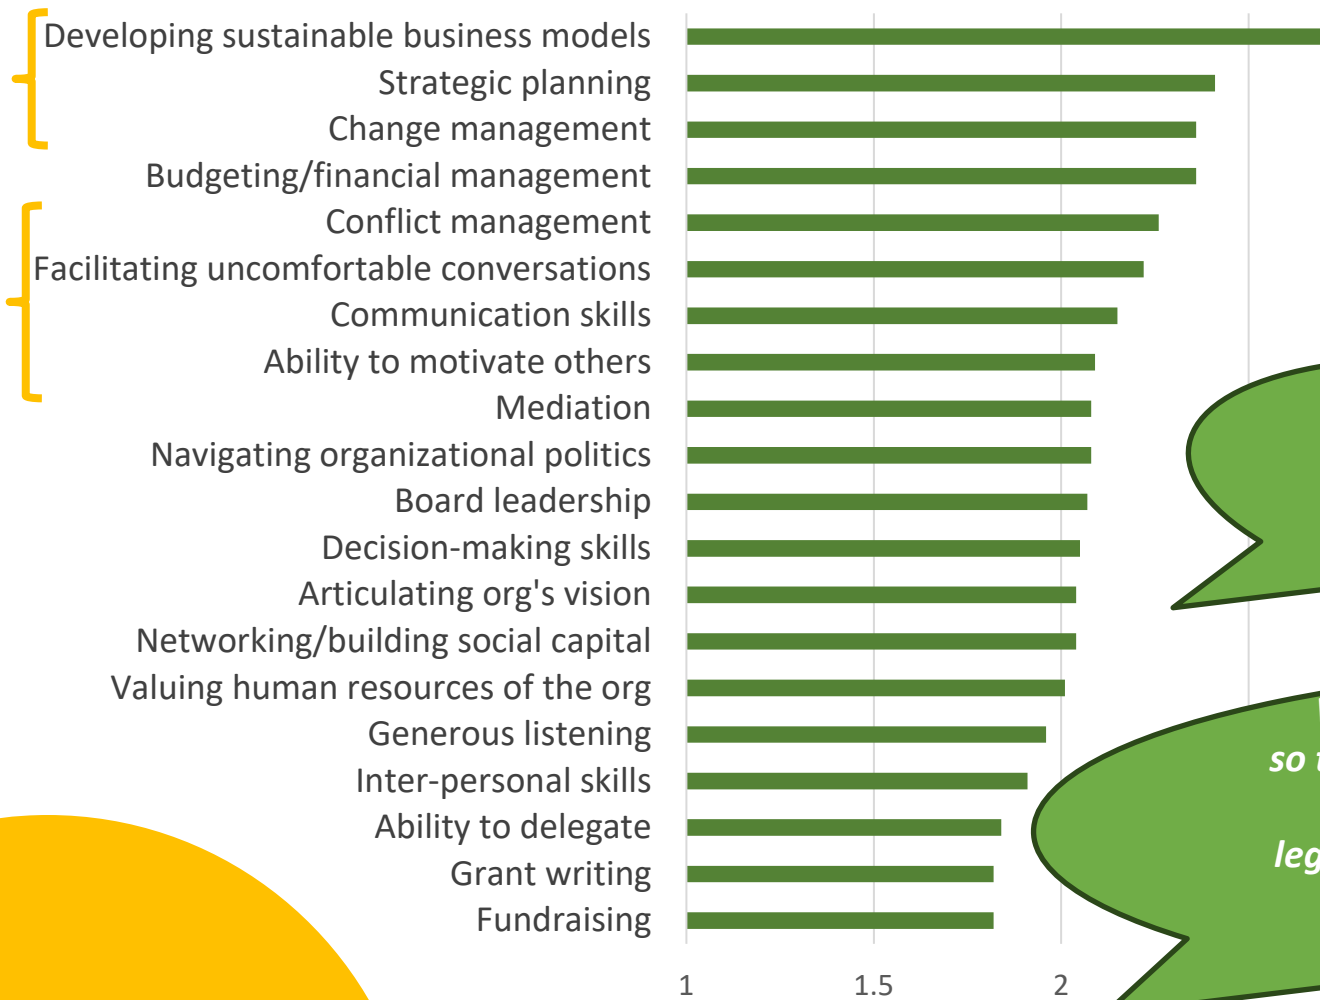 Developing sustainable business models
Strategic planning
Change management
Budgeting/financial management
Conflict management
Facilitating uncomfortable conversations
Communication skills
Ability to motivate others
Mediation
Navigating organizational politics
Board leadership
Decision-making skills
Articulating org's vision
Networking/building social capital
Valuing human resources of the org
Generous listening
Inter-personal skills
Ability to delegate
Grant writing
Fundraising
1 1.5 2
so